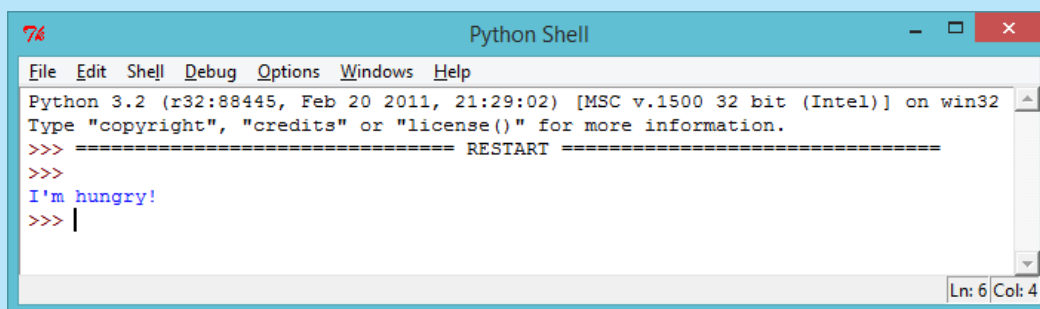 Python Shell
File Edit Shell Debug Options Windows Help
Python 3.2 (r32:88445, Feb 20 2011, 21:29:02) [MSC v.1500 32 bit (Intel)] on win32
Type "copyright", "credits" or "license()" for more information.
>>> ================================ RESTART ================================
>>>
I'm hungry!
>>>
Ln: 6 Col: 4